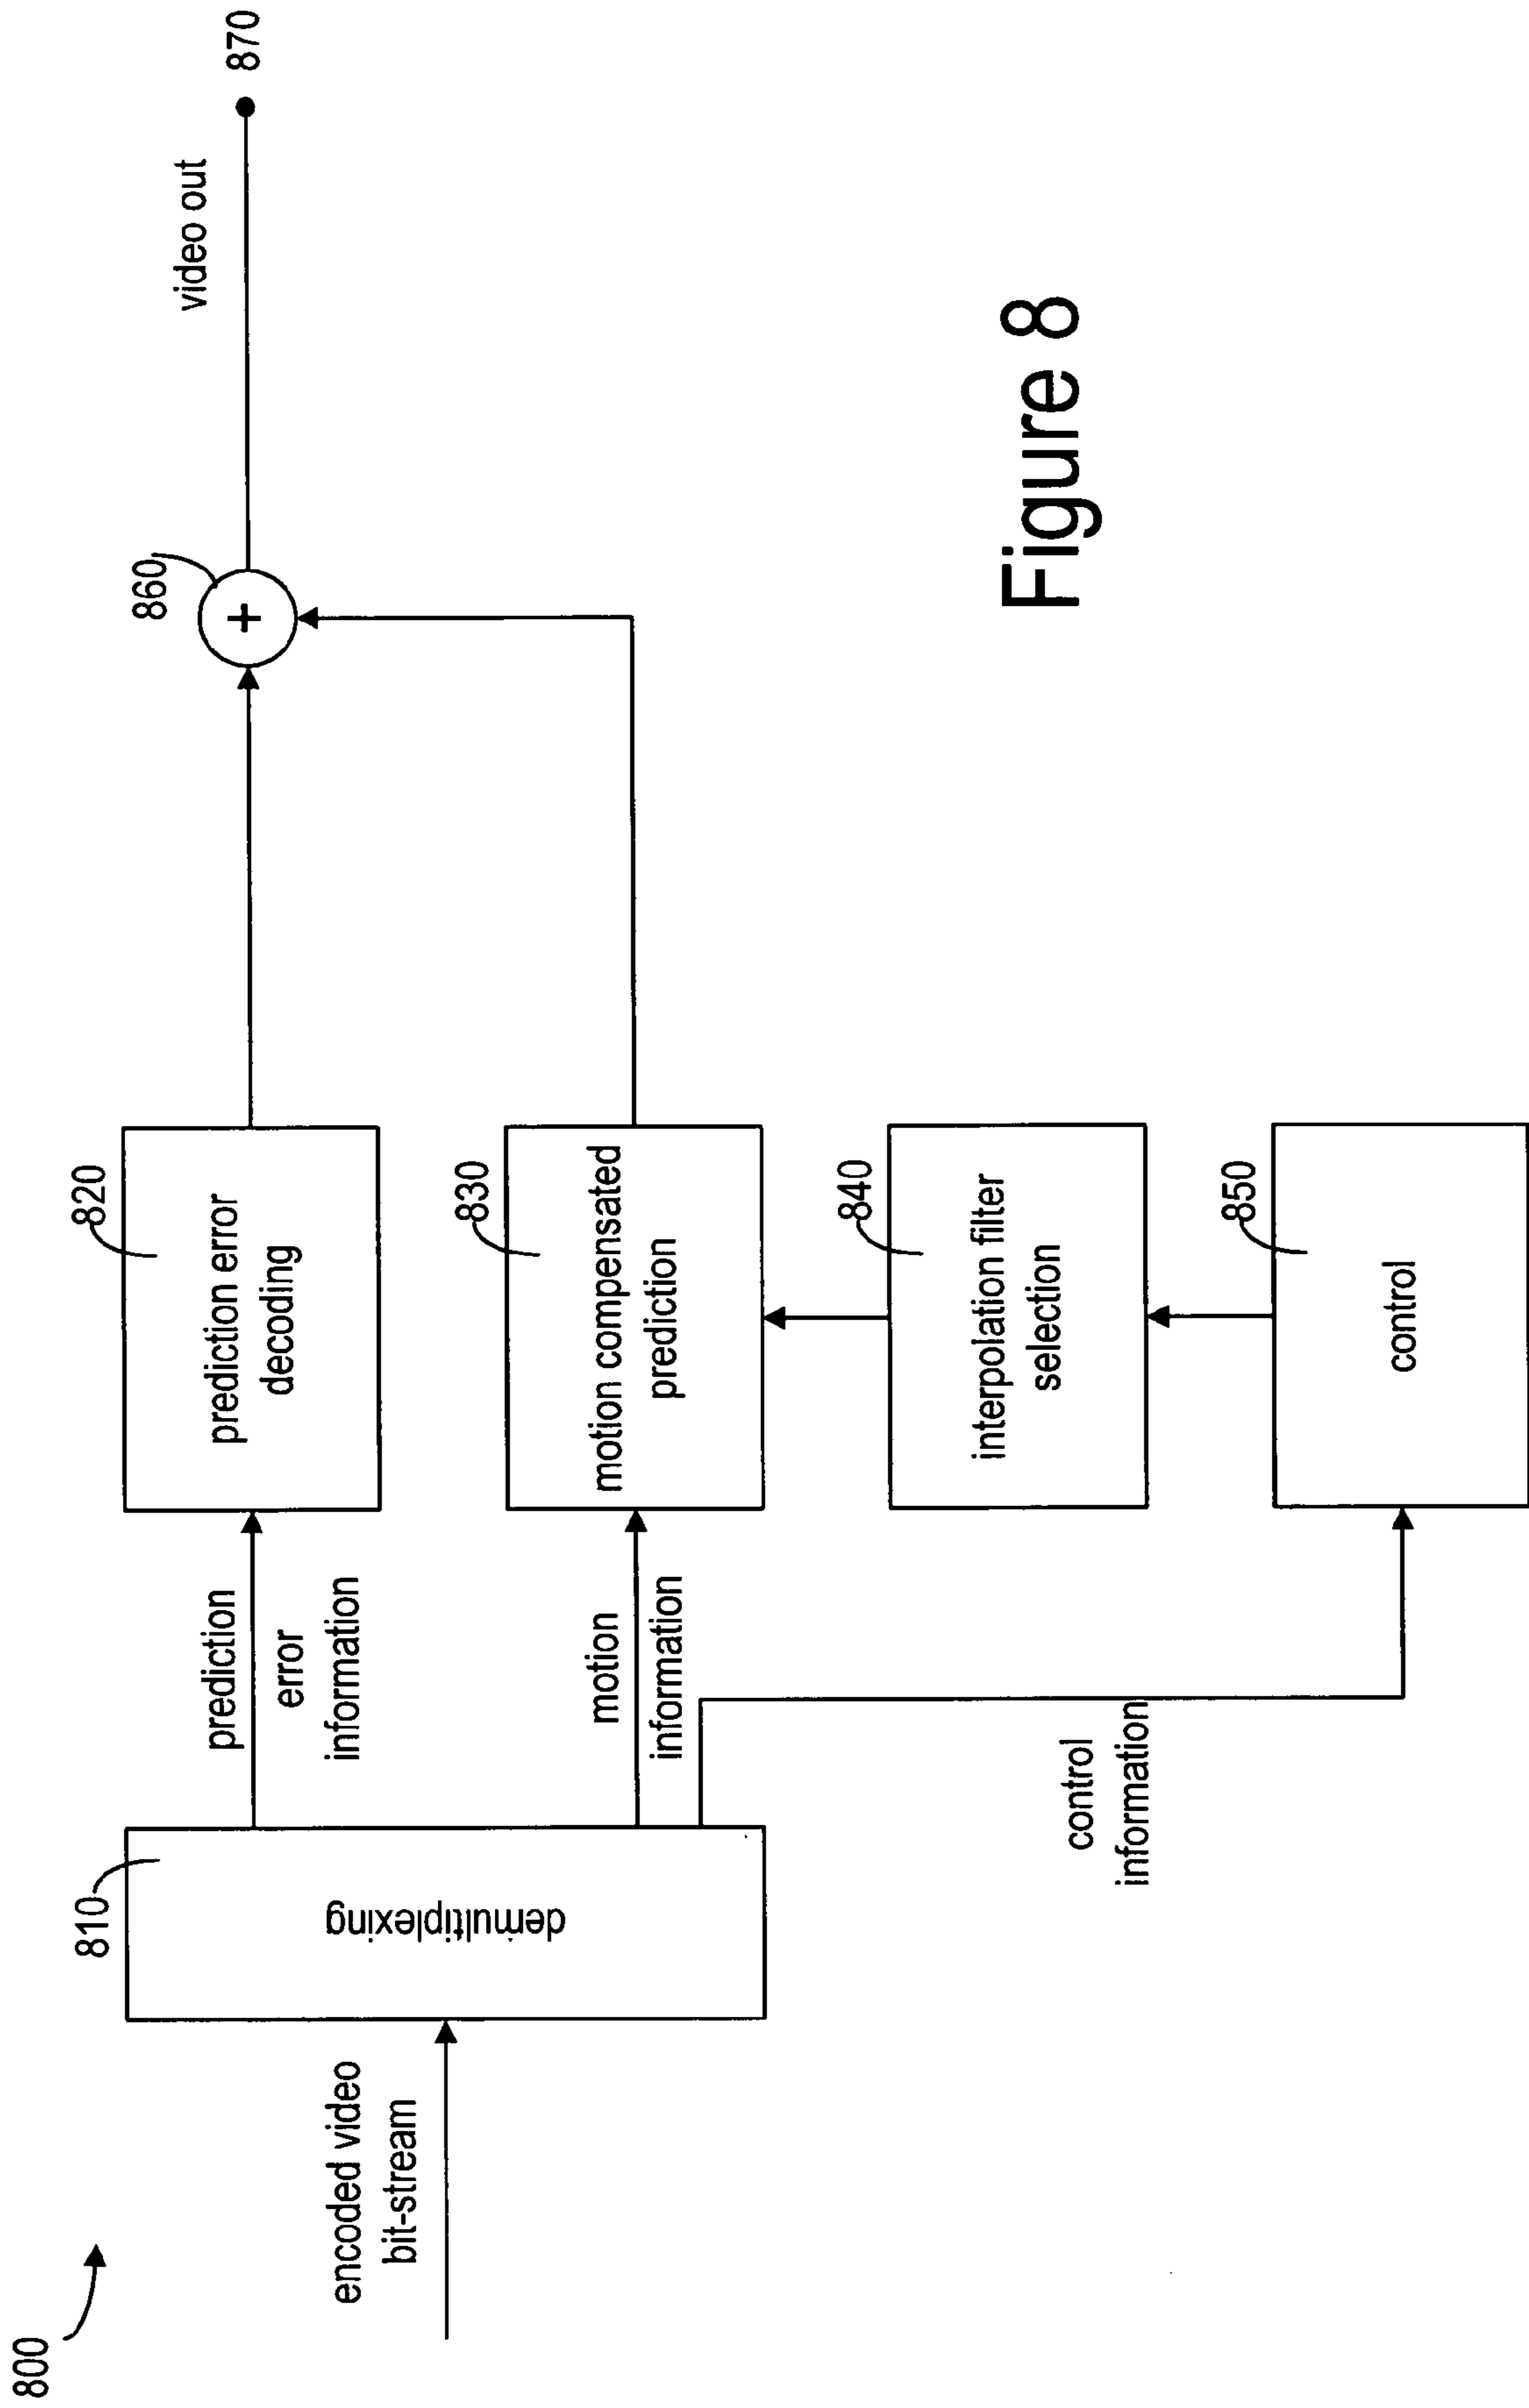 800
encoded video
bit-stream
810
demultiplexing
prediction
error
information
motion
information
control
information
820
prediction error
decoding
830
motion compensated
prediction
840
interpolation filter
selection
850
control
860
+
video out
870
Figure 8